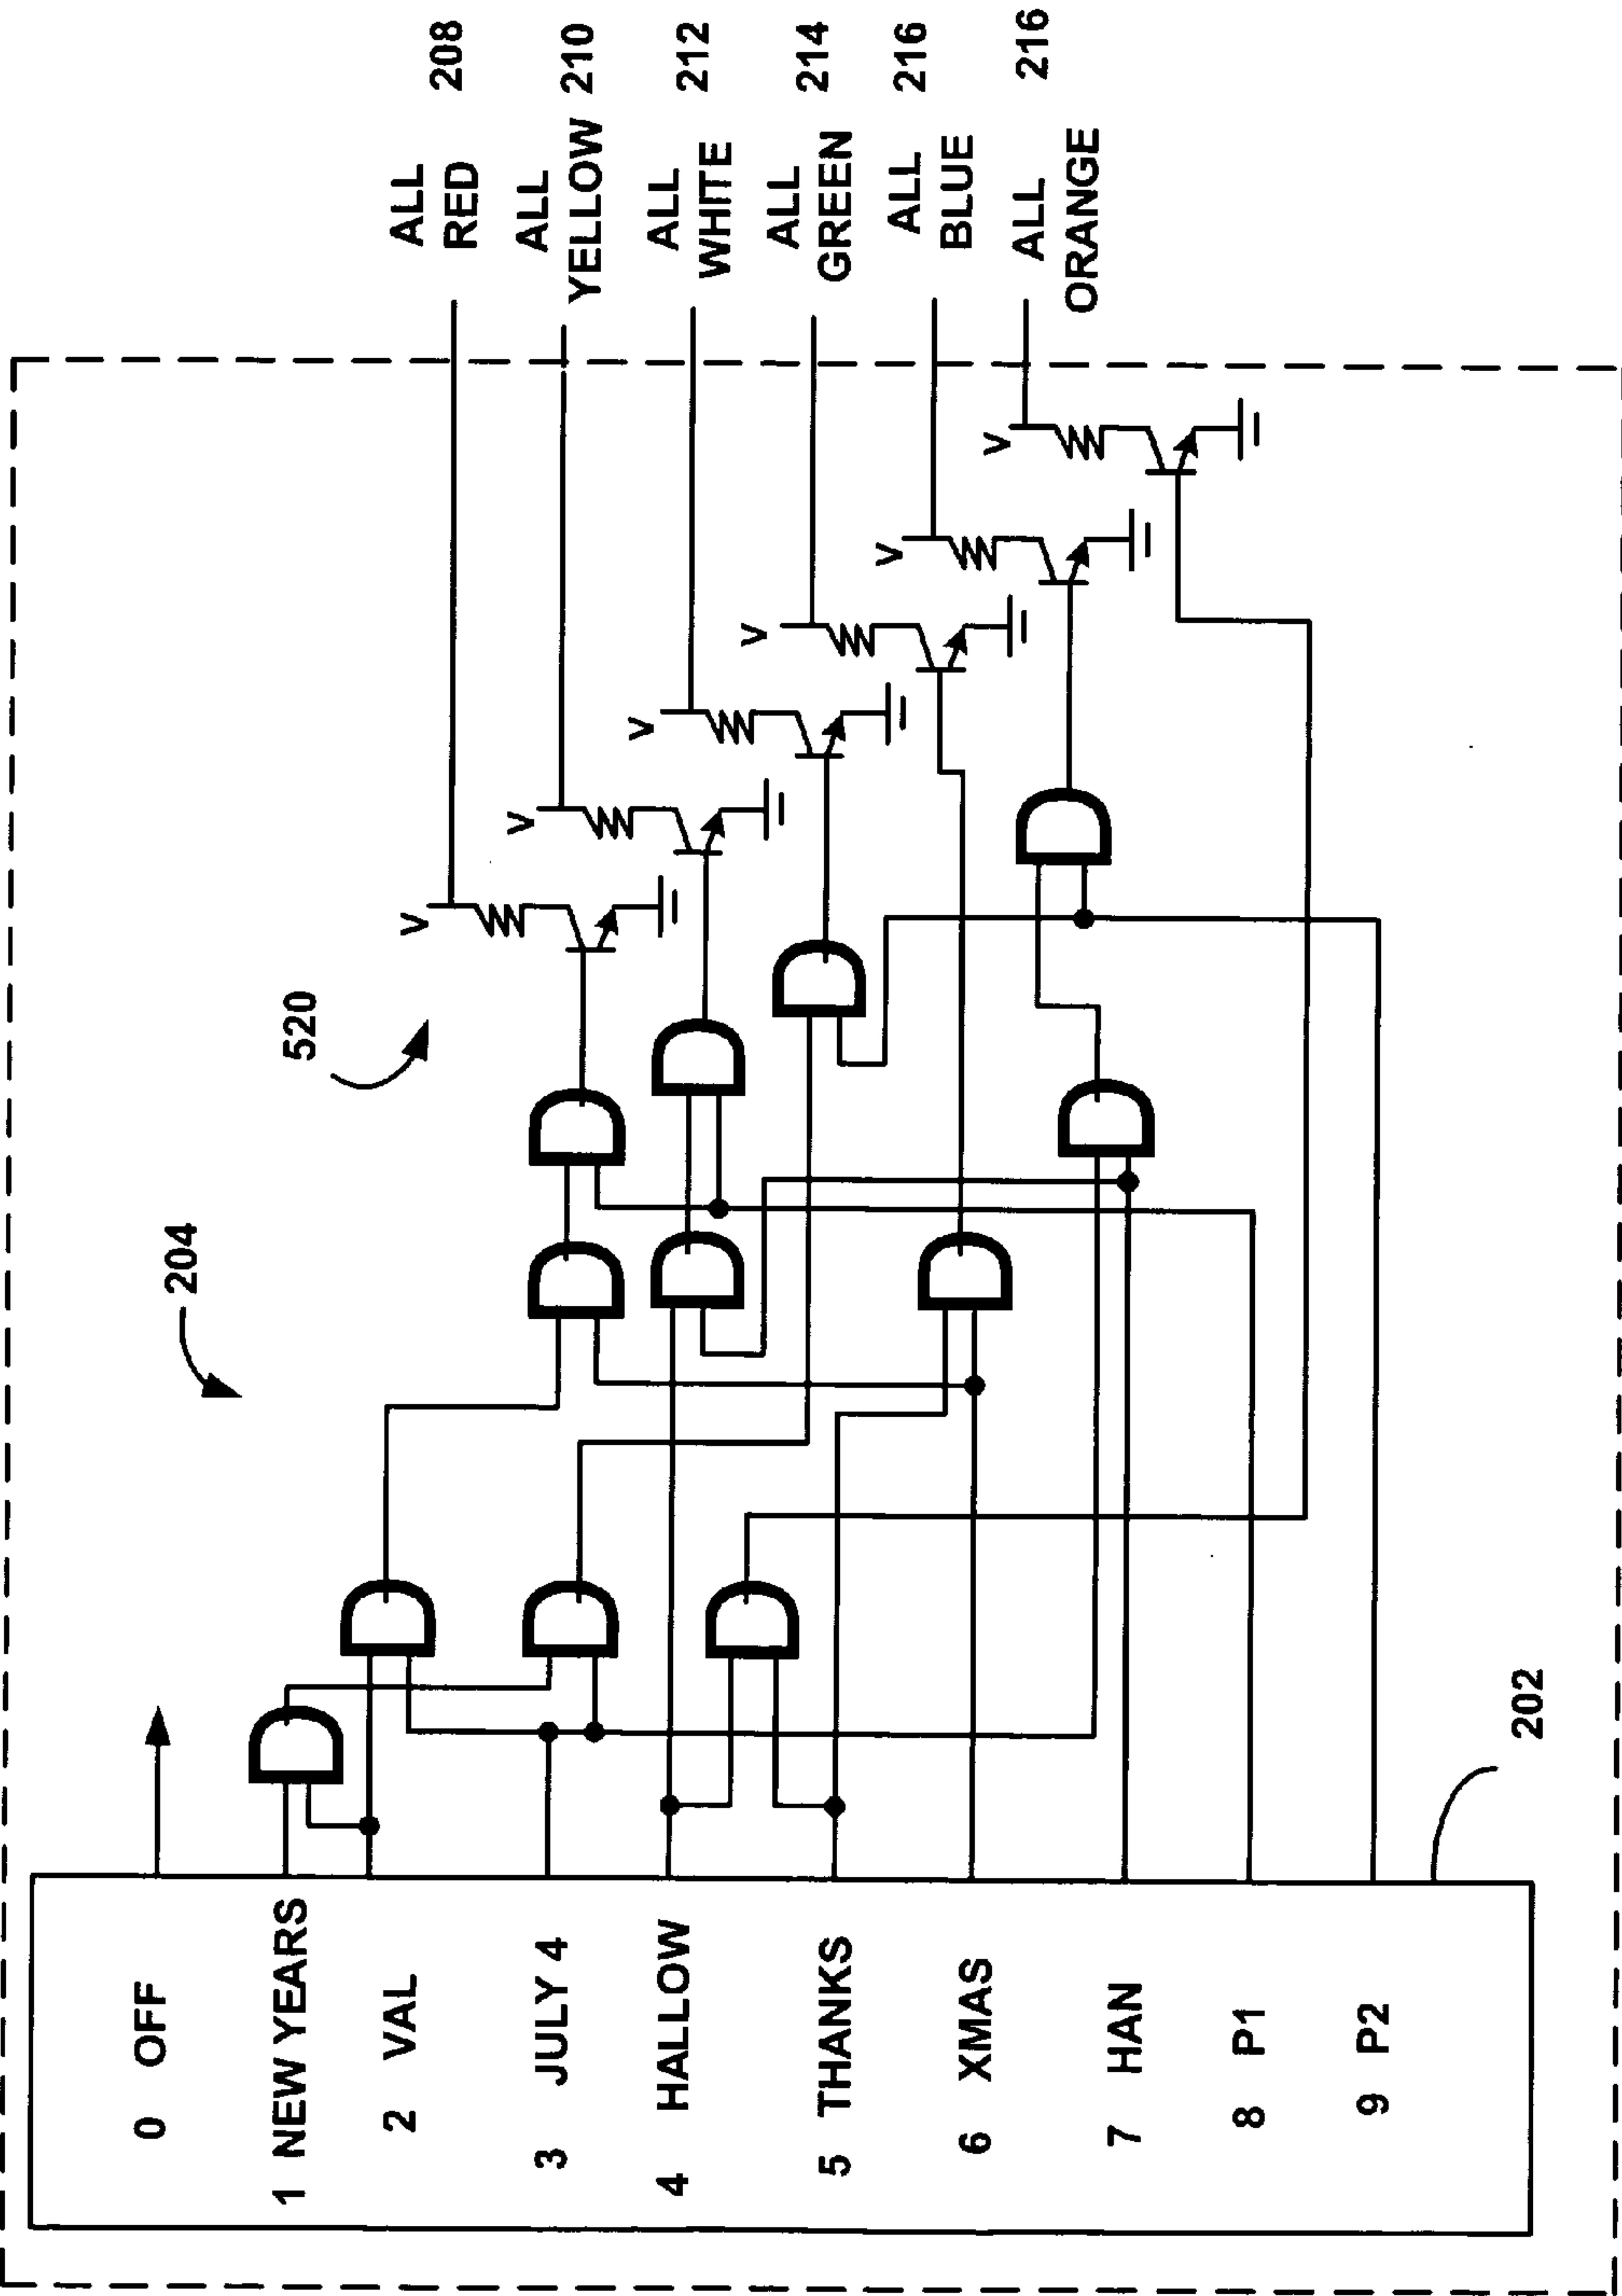 204
520
0 OFF
1 NEW YEARS
2 VAL
3 JULY 4
4 HALLOW
5 THANKS
6 XMAS
7 HAN
8 P1
9 P2
202
V
V
V
V
V
V
ALL
RED 208
ALL
YELLOW 210
ALL
WHITE 212
ALL
GREEN 214
ALL
BLUE 216
ALL
ORANGE 216